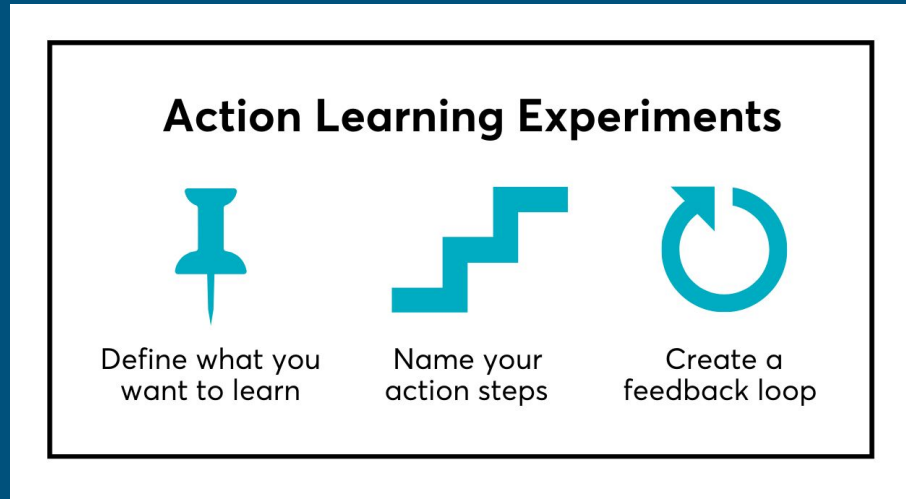 Action Learning Experiments
Define what you
want to learn
Name your
action steps
Create a
feedback loop